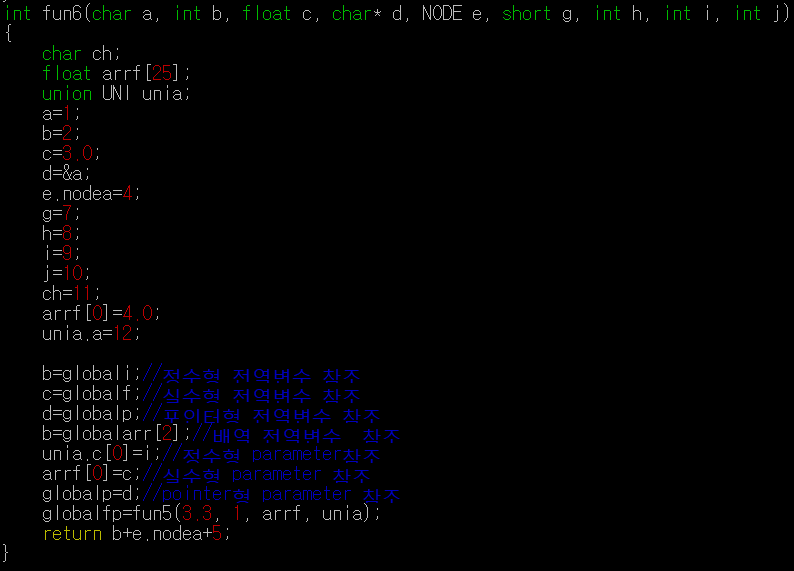 int fun6(char a, int b, float c, char* d, NODE e, short g, int h, int i, int j)
{
    char ch;
    float arrf[25];
    union UNI unia;
    a=1;
    b=2;
    c=3.0;
    d=&a;
    e.nodea=4;
    g=7;
    h=8;
    i=9;
    j=10;
    ch=11;
    arrf[0]=4.0;
    unia.a=12;
    b=globali;//정수형 전역변수 참조
    c=globalf;//실수형 전역변수 참조
    d=globalp;//포인터형 전역변수 참조
    b=globalarr[2];//배열 전역변수  참조
    unia.c[0]=i;//정수형 parameter참조
    arrf[0]=c;//실수형 parameter 참조
    globalp=d;//pointer형 parameter 참조
    globalfp=fun5(3.3, 1, arrf, unia);
    return b+e.nodea+5;
}